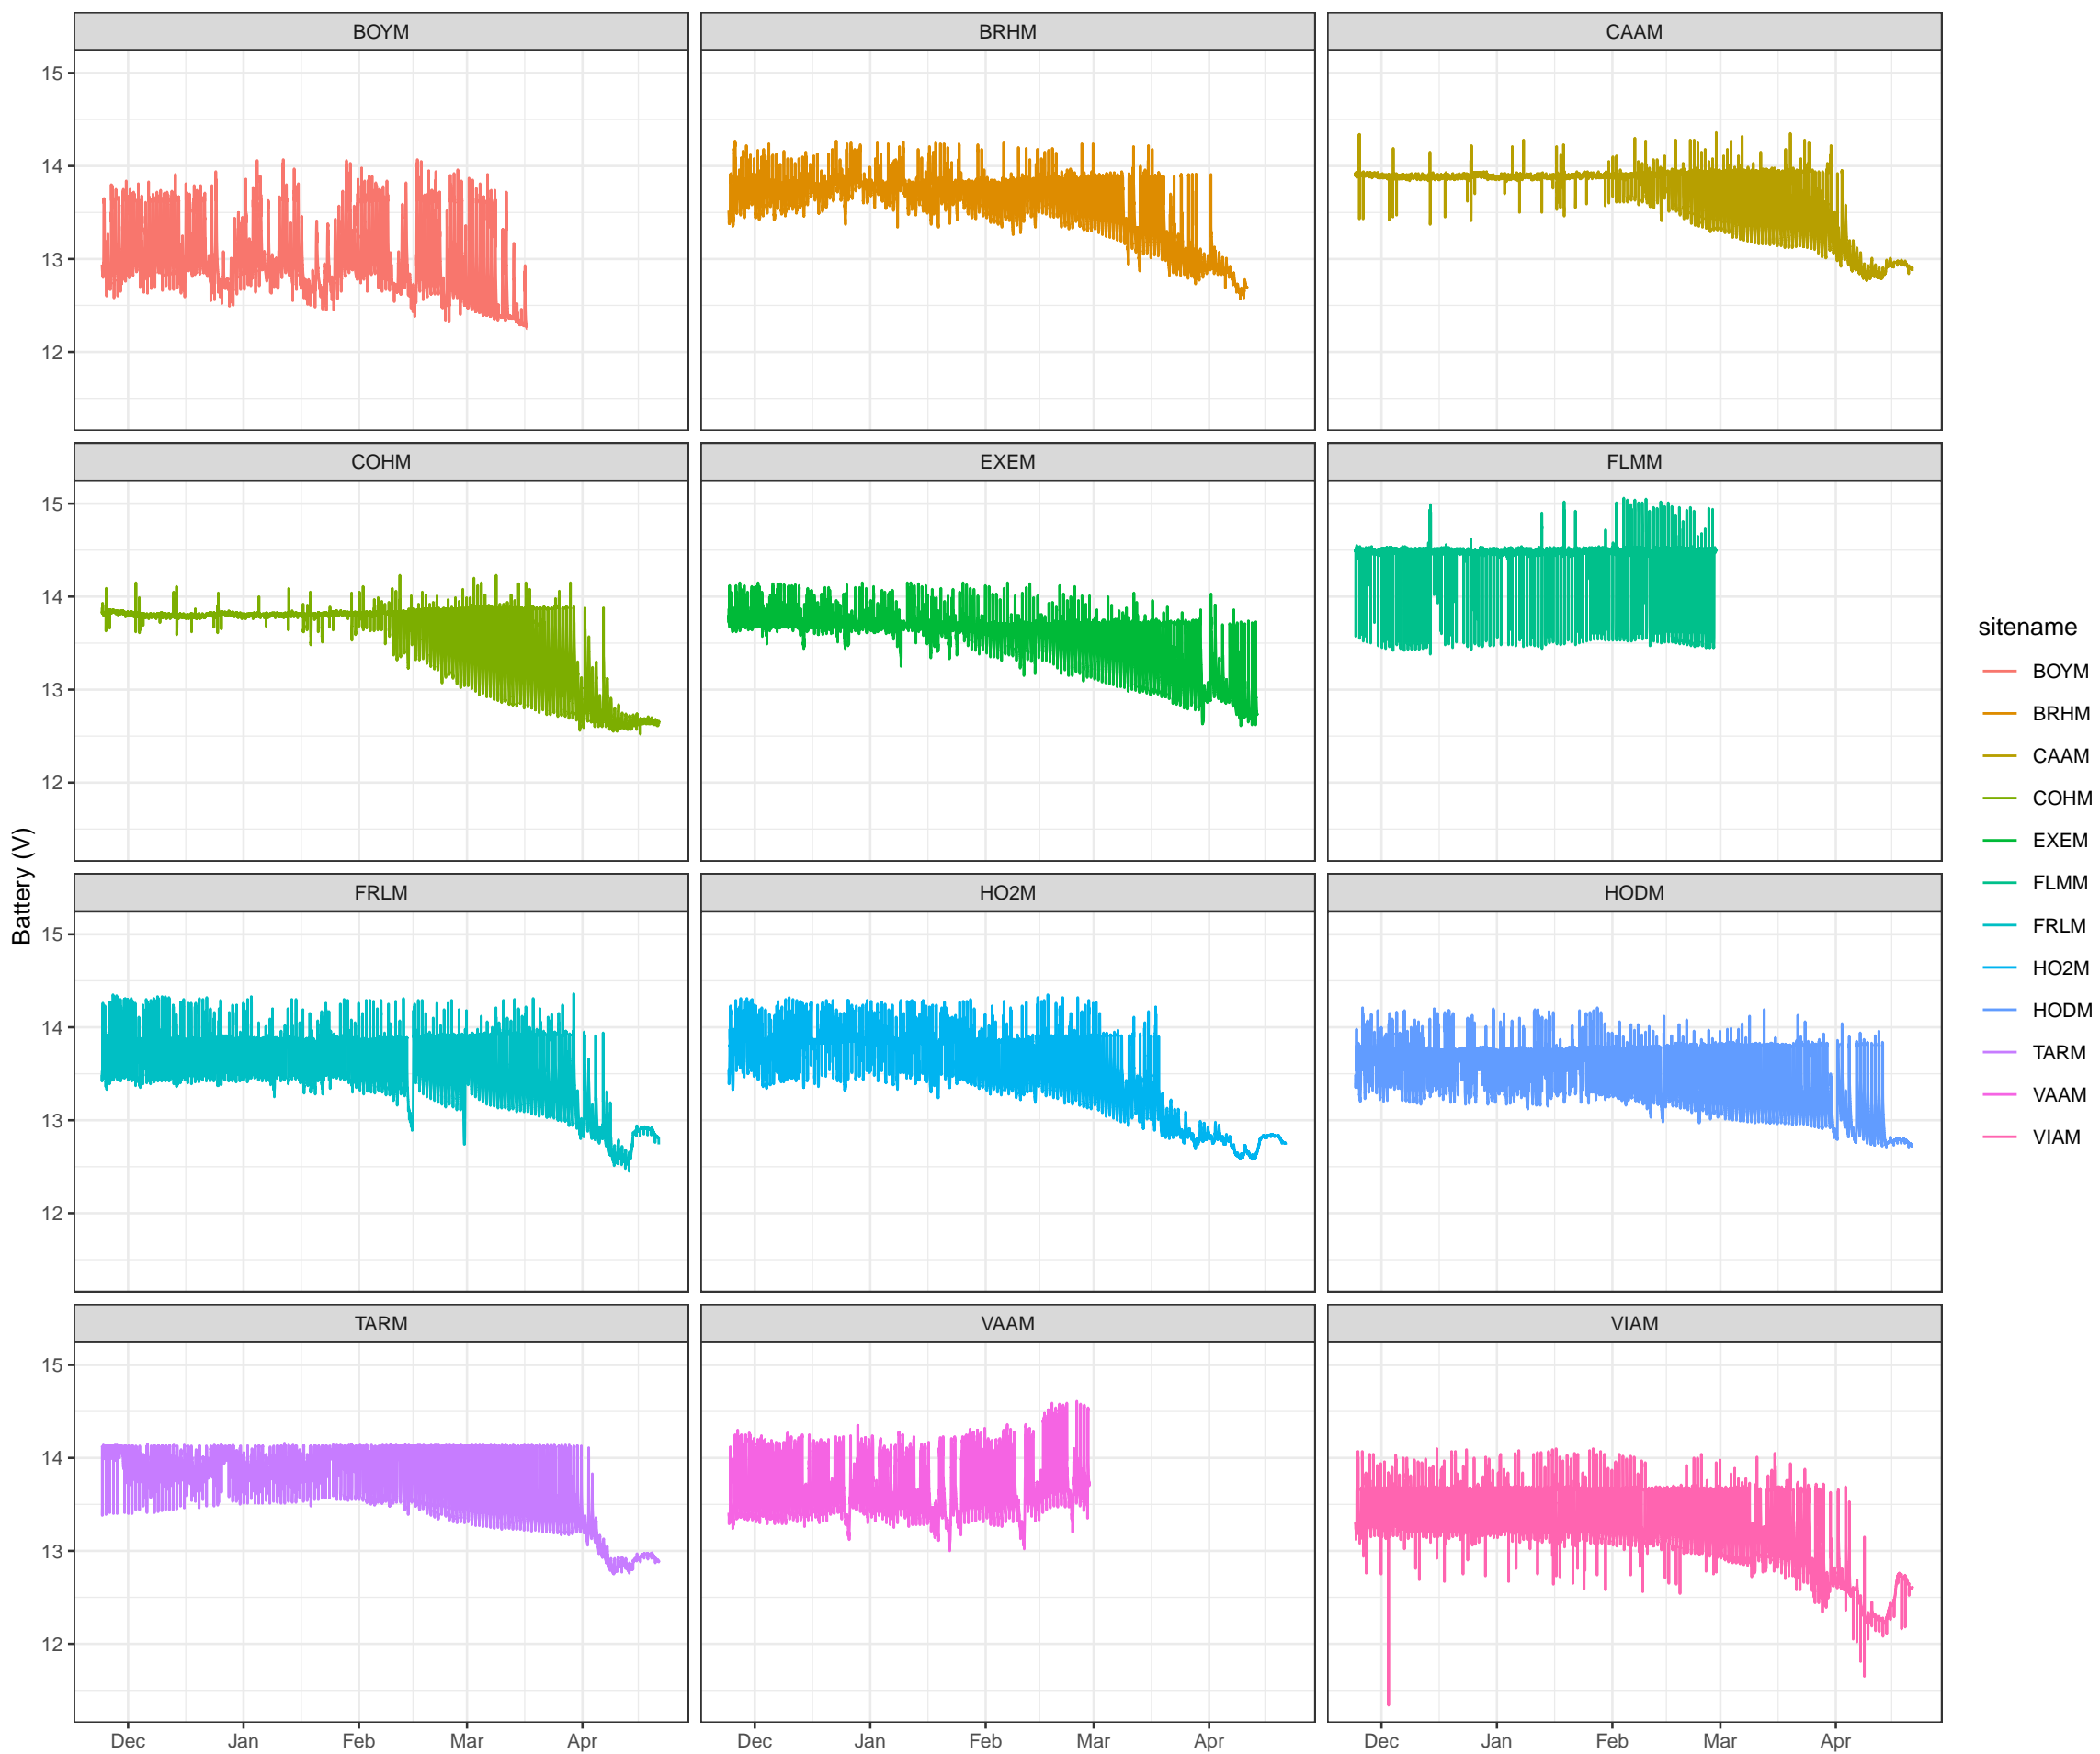 BOYM BRHM CAAM
15
14
13
12
COHM EXEM FLMM
15
14
13
12
FRLM HO2M HODM
15
14
13
12
TARM VAAM VIAM
15
14
13
12
Dec Jan Feb Mar Apr Dec Jan Feb Mar Apr Dec Jan Feb Mar Apr
Battery (V)
sitename
BOYM
BRHM
CAAM
COHM
EXEM
FLMM
FRLM
HO2M
HODM
TARM
VAAM
VIAM